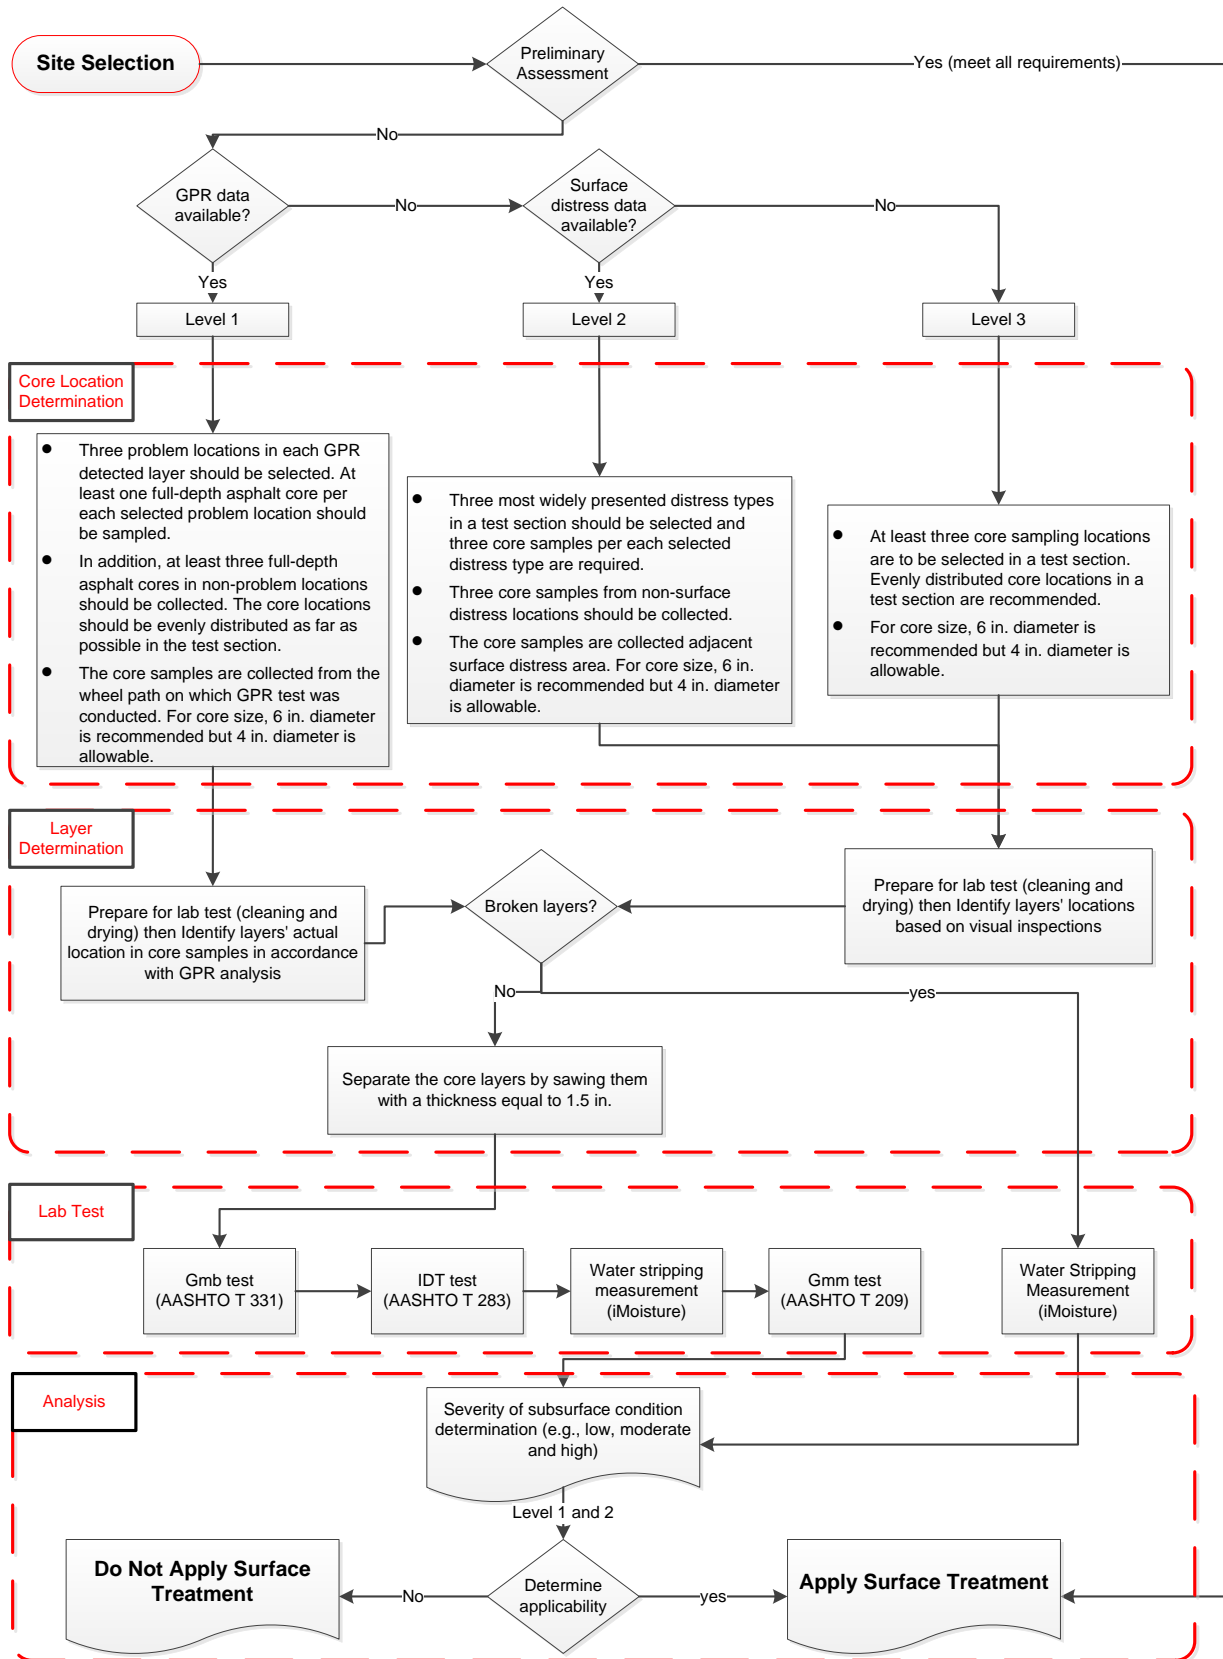 Site Selection
Preliminary
Assessment
Yes (meet all requirements)
No
GPR data
available?
No
Surface
distress data
available?
No
Yes
Yes
Level 1
Level 2
Level 3
Core Location
Determination
● Three problem locations in each GPR
detected layer should be selected. At
least one full-depth asphalt core per
each selected problem location should
be sampled.
● In addition, at least three full-depth
asphalt cores in non-problem locations
should be collected. The core locations
should be evenly distributed as far as
possible in the test section.
● The core samples are collected from the
wheel path on which GPR test was
conducted. For core size, 6 in. diameter
is recommended but 4 in. diameter is
allowable.
● Three most widely presented distress types
in a test section should be selected and
three core samples per each selected
distress type are required.
● Three core samples from non-surface
distress locations should be collected.
● The core samples are collected adjacent
surface distress area. For core size, 6 in.
diameter is recommended but 4 in. diameter
is allowable.
● At least three core sampling locations
are to be selected in a test section.
Evenly distributed core locations in a
test section are recommended.
● For core size, 6 in. diameter is
recommended but 4 in. diameter is
allowable.
Layer
Determination
Prepare for lab test (cleaning and
drying) then Identify layers' actual
location in core samples in accordance
with GPR analysis
Broken layers?
Prepare for lab test (cleaning and
drying) then Identify layers' locations
based on visual inspections
No
yes
Separate the core layers by sawing them
with a thickness equal to 1.5 in.
Lab Test
Gmb test
(AASHTO T 331)
IDT test
(AASHTO T 283)
Water stripping
measurement
(iMoisture)
Gmm test
(AASHTO T 209)
Water Stripping
Measurement
(iMoisture)
Analysis
Severity of subsurface condition
determination (e.g., low, moderate
and high)
Level 1 and 2
Do Not Apply Surface
Treatment
No
Determine
applicability
yes
Apply Surface Treatment